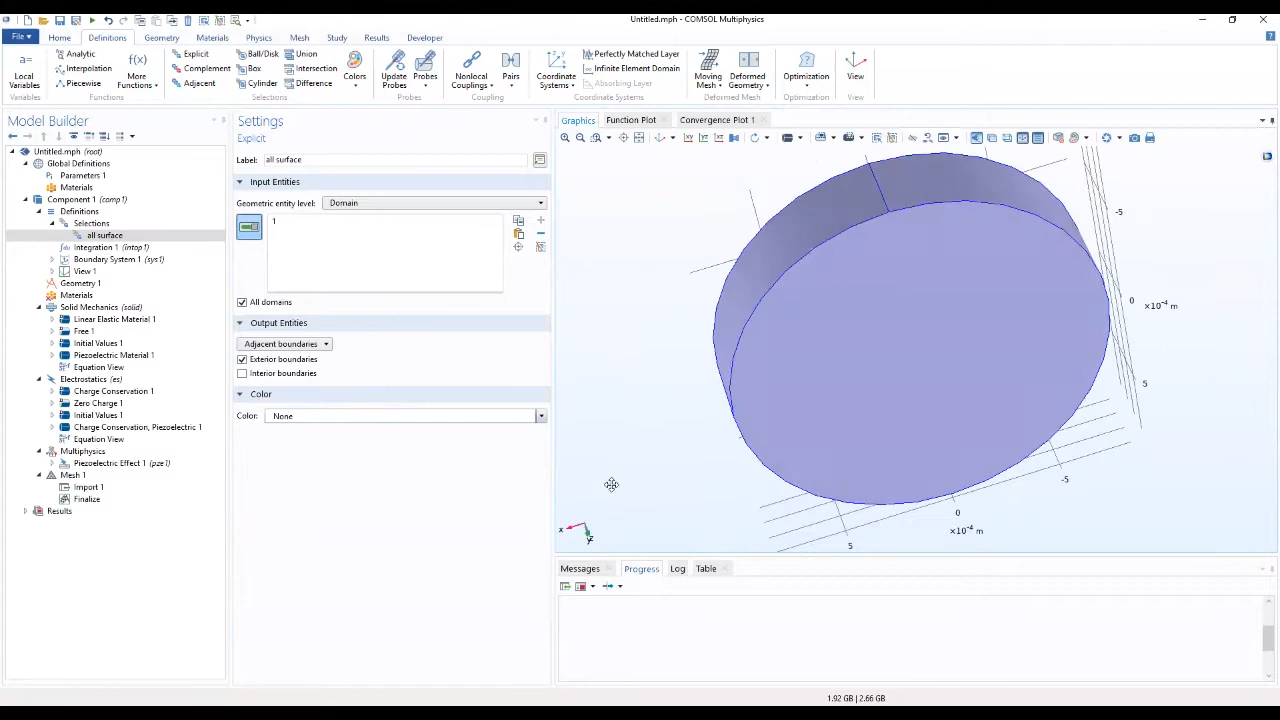 Untitled.mph - COMSOL Multiphysics
File
Home
Definitions
Geometry
Materials
Physics
Mesh
Study
Results
Developer
a=
Local Variables
Variables
Analytic
Interpolation
Piecewise
f(x)
More Functions
Functions
Explicit
Complement
Adjacent
Ball/Disk
Box
Cylinder
Union
Intersection
Difference
Selections
Colors
Update Probes
Probes
Probes
Nonlocal Couplings
Pairs
Coupling
Coordinate Systems
Perfectly Matched Layer
Infinite Element Domain
Absorbing Layer
Coordinate Systems
Moving Mesh
Deformed Geometry
Deformed Mesh
Optimization
Optimization
View
View
Model Builder
Untitled.mph (root)
Global Definitions
Parameters 1
Materials
Component 1 (comp1)
Definitions
Selections
all surface
Integration 1 (intop1)
Boundary System 1 (sys1)
View 1
Geometry 1
Materials
Solid Mechanics (solid)
Linear Elastic Material 1
Free 1
Initial Values 1
Piezoelectric Material 1
Equation View
Electrostatics (es)
Charge Conservation 1
Zero Charge 1
Initial Values 1
Charge Conservation, Piezoelectric 1
Equation View
Multiphysics
Piezoelectric Effect 1 (pze1)
Mesh 1
Import 1
Finalize
Results
Settings
Explicit
Label: all surface
Input Entities
Geometric entity level: Domain
1
All domains
Output Entities
Adjacent boundaries
Exterior boundaries
Interior boundaries
Color
Color: None
Graphics
Function Plot
Convergence Plot 1
-5
0
×10⁻⁴ m
5
-5
0
×10⁻⁴ m
5
x
y
z
Messages
Progress
Log
Table
1.92 GB | 2.66 GB